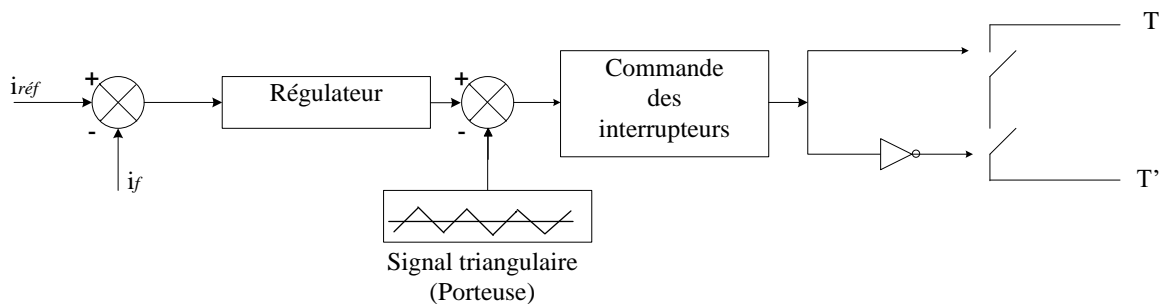 T
+
+
Commande
des
interrupteurs
iréf
Régulateur
-
-
if
T’
Signal triangulaire
(Porteuse)